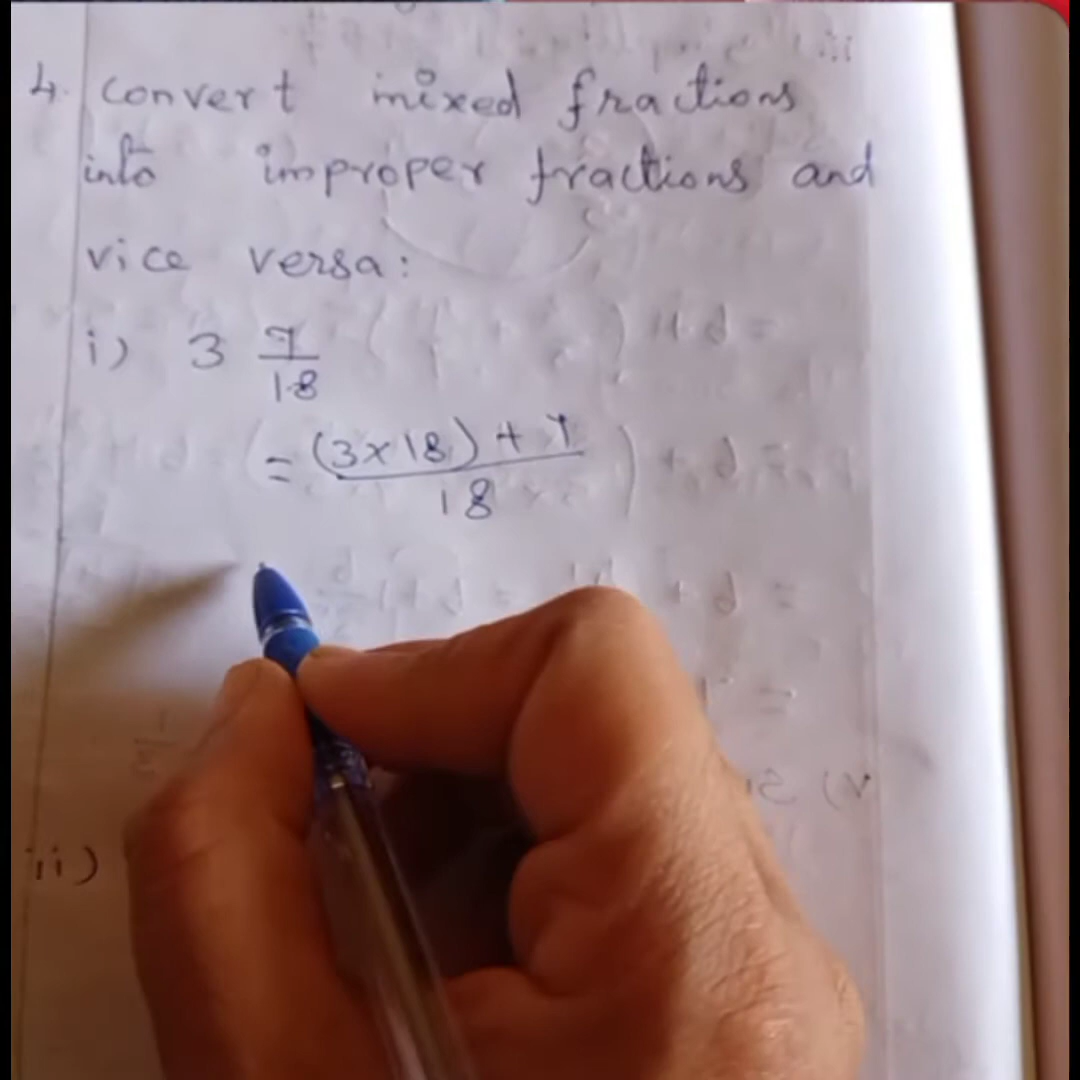 4. convert mixed fractions
into improper fractions and
vice versa:
i) 3 7/18
= (3×18) + 7 / 18
ii)